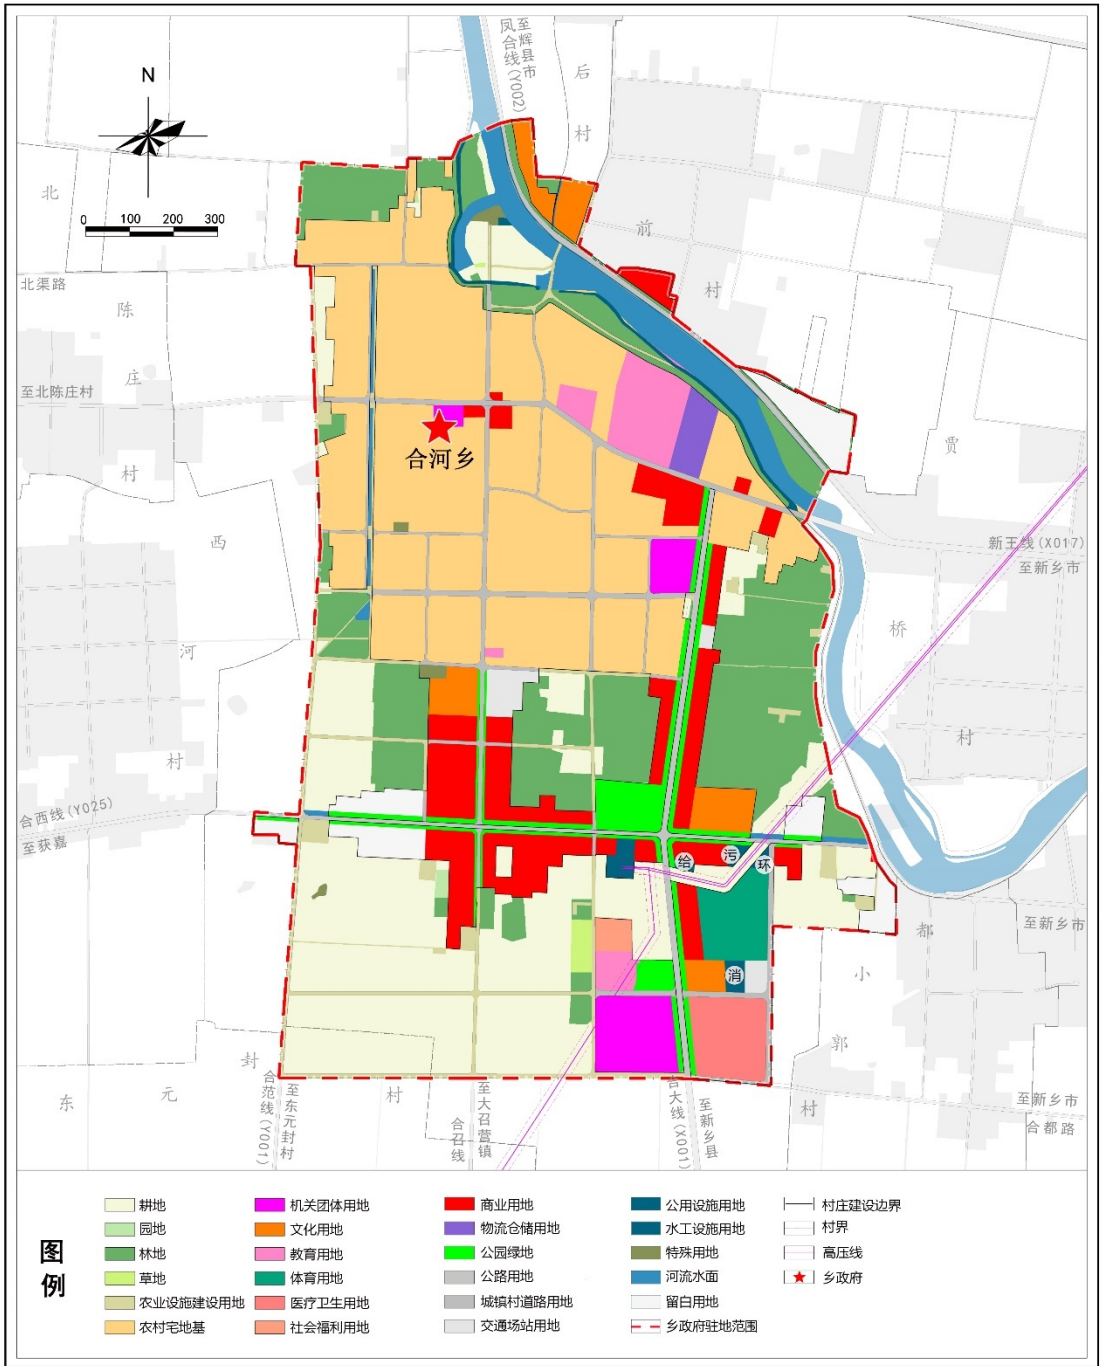 至辉县市
凤合线(Y002)
后村
N
0 100 200 300
北陈庄村
前村
北渠路
至北陈庄村
合河乡
贾桥村
新王线(X017)
至新乡市
西河村
合西线(Y025)
至获嘉
给
污
环
消
都
小郭村
至新乡市
至新乡市
合都路
东元封村
合范线(Y001)
至东元封村
合召线
至大召营镇
合大线(X001)
至新乡县
图例
耕地
园地
林地
草地
农业设施建设用地
农村宅地基
机关团体用地
文化用地
教育用地
体育用地
医疗卫生用地
社会福利用地
商业用地
物流仓储用地
公园绿地
公路用地
城镇村道路用地
交通场站用地
公用设施用地
水工设施用地
特殊用地
河流水面
留白用地
乡政府驻地范围
村庄建设边界
村界
高压线
乡政府